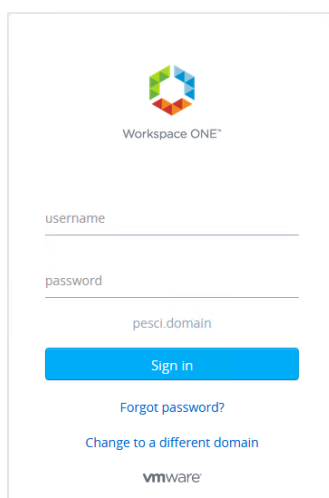 Workspace ONE™
username
password
pesci.domain
Sign in
Forgot password?
Change to a different domain
vmware